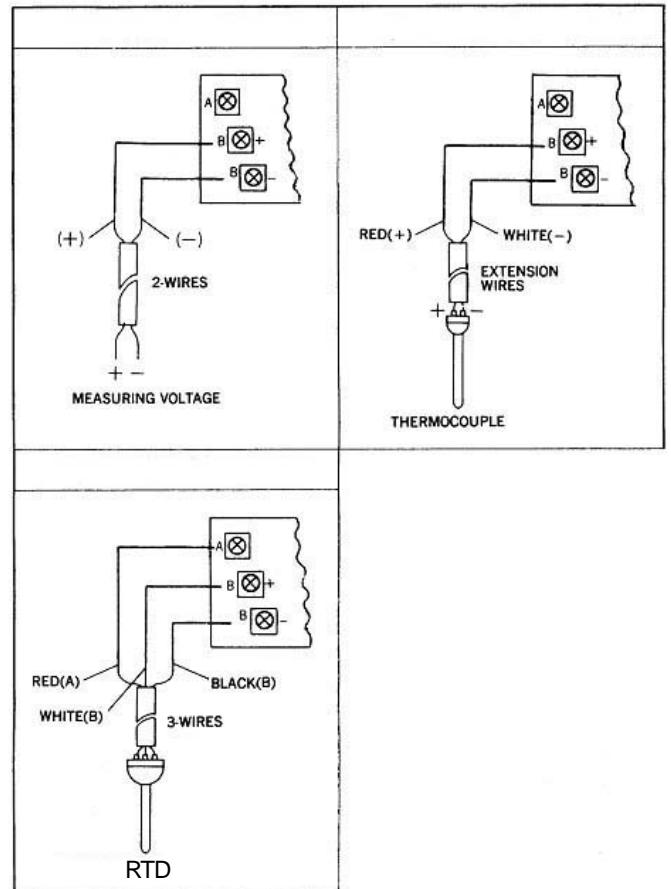 A
B +
B -
(+) (-)
2-WIRES
+ -
MEASURING VOLTAGE
A
B +
B -
RED(+) WHITE(-)
EXTENSION
WIRES
+ -
THERMOCOUPLE
A
B +
B -
RED(A) BLACK(B)
WHITE(B)
3-WIRES
RTD